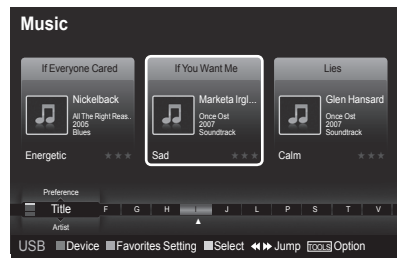 Music
If Everyone Cared
If You Want Me
Lies
Nickelback
All The Right Reas..
2005
Blues
Marketa Irgl...
Once Ost
2007
Soundtrack
Glen Hansard
Once Ost
2007
Soundtrack
Energetic
Sad
Calm
Preference
Title F G H I J L P S T V
Artist
USB Device Favorites Setting Select Jump TOOLS Option